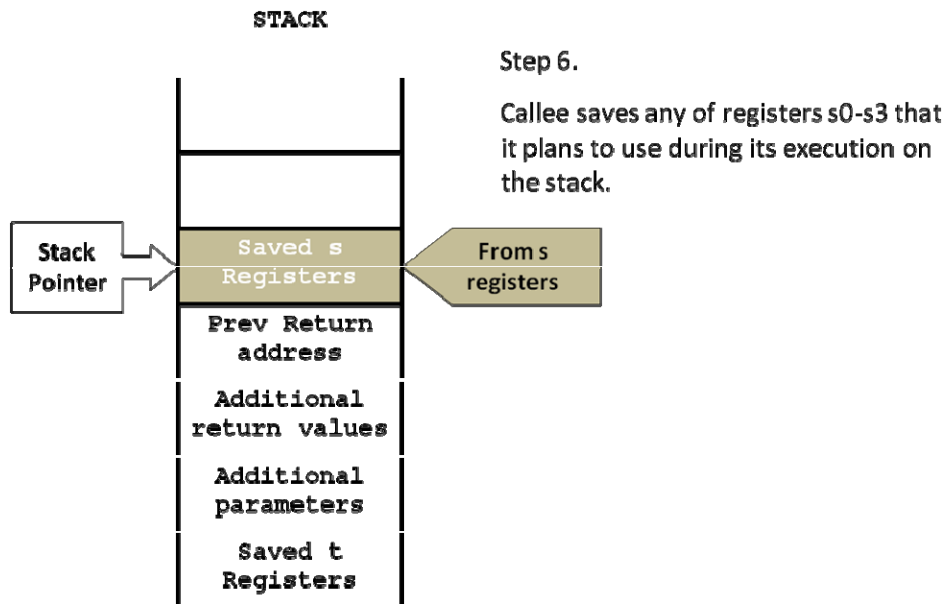 STACK
Step 6.
Callee saves any of registers s0-s3 that
it plans to use during its execution on
the stack.
Stack
Pointer
Saved s
Registers
From s
registers
Prev Return
address
Additional
return values
Additional
parameters
Saved t
Registers